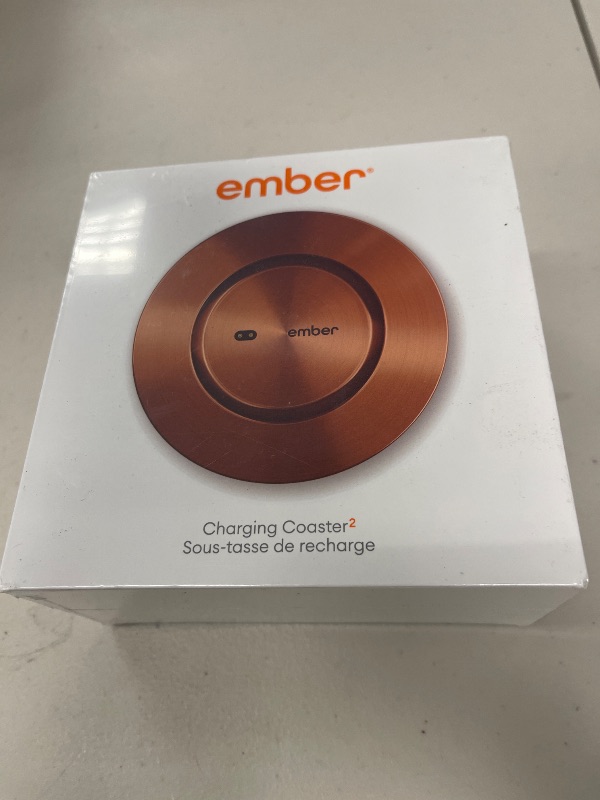 ember®
ember
Charging Coaster²
Sous-tasse de recharge